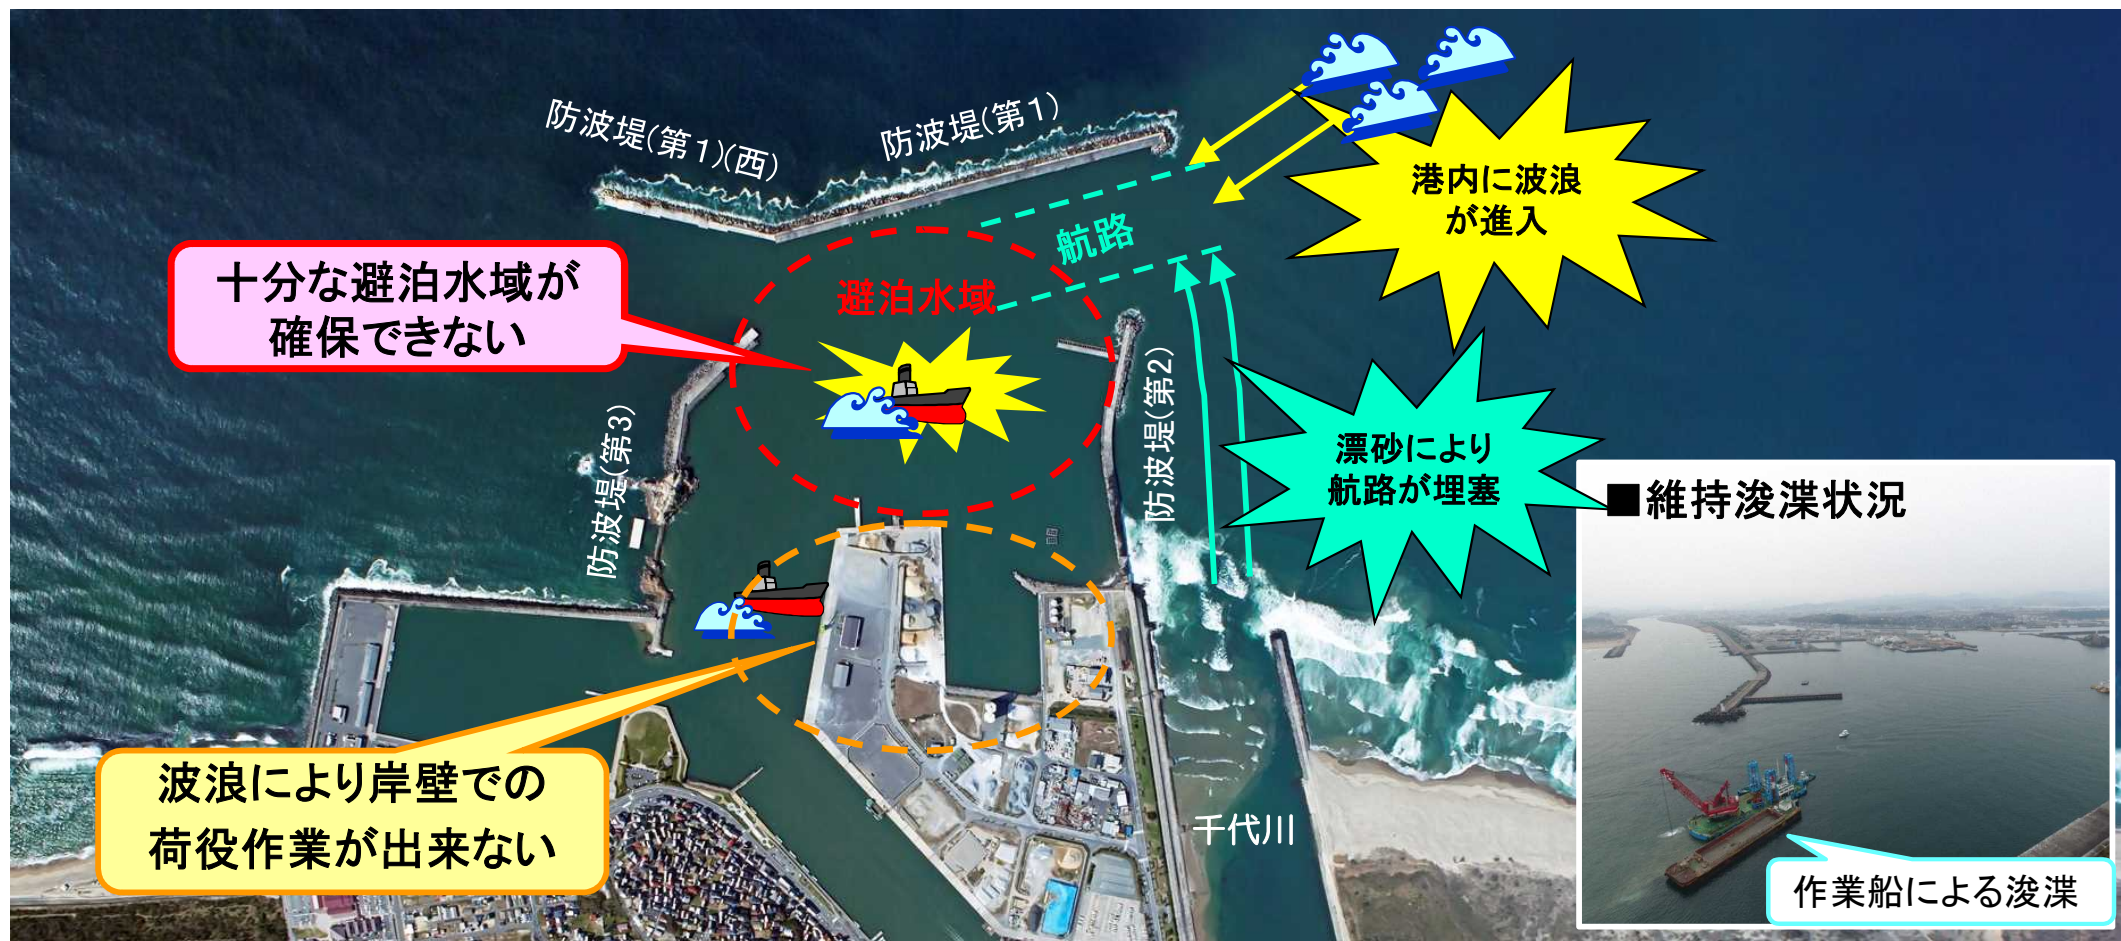 防波堤(第１)(西)
防波堤(第１)
港内に波浪
が進入
航路
十分な避泊水域が
確保できない
避泊水域
防波堤(第3)
防波堤(第2)
漂砂により
航路が埋塞
■維持浚渫状況
波浪により岸壁での
荷役作業が出来ない
千代川
作業船による浚渫